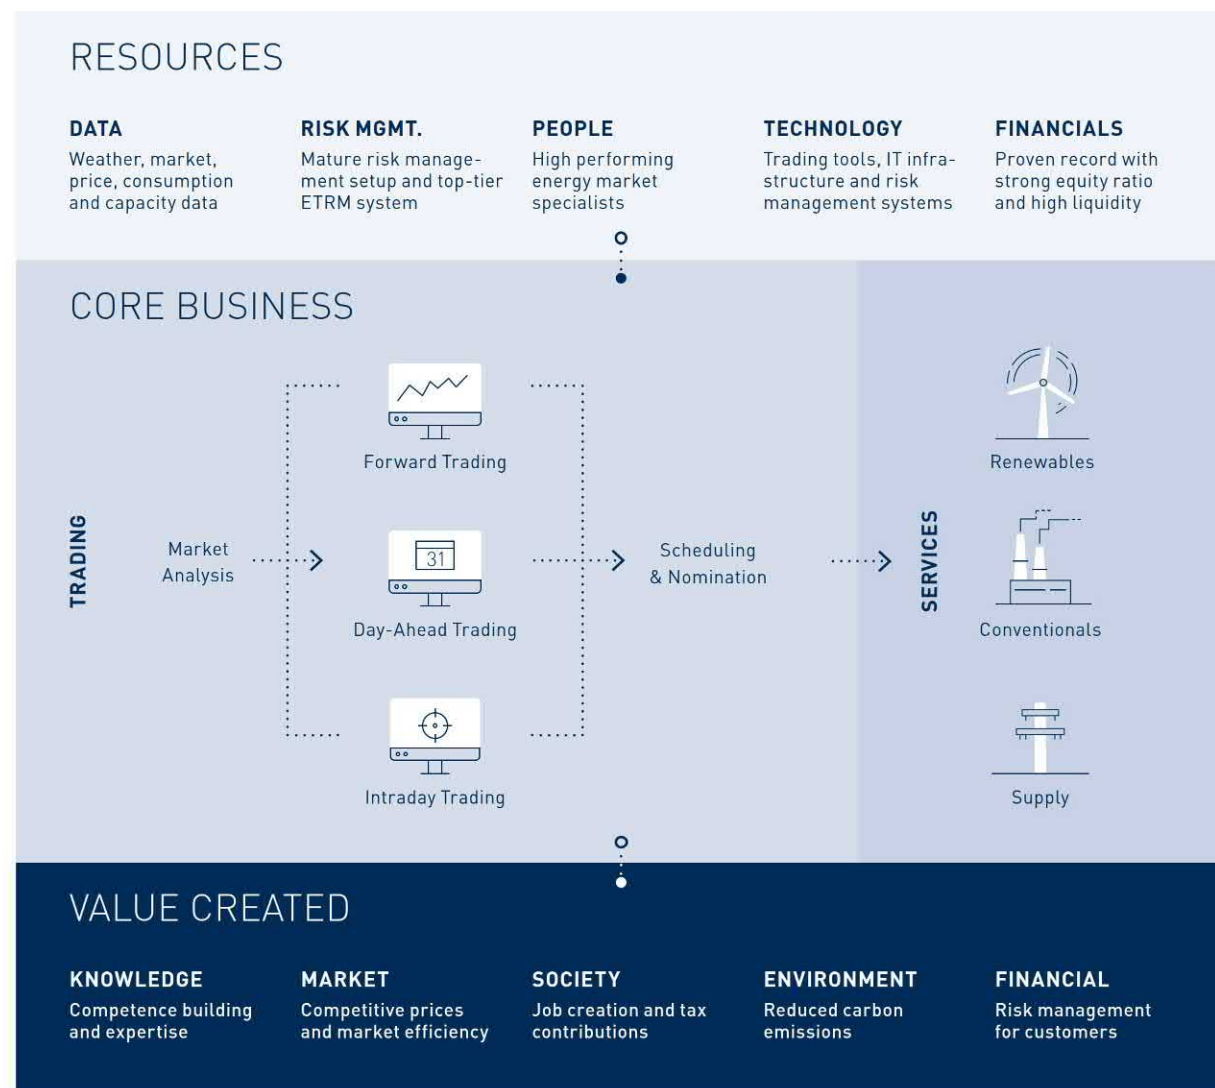 RESOURCES
DATA
Weather, market,
price, consumption
and capacity data
RISK MGMT.
Mature risk manage-
ment setup and top-tier
ETRM system
PEOPLE
High performing
energy market
specialists
TECHNOLOGY
Trading tools, IT infra-
structure and risk
management systems
FINANCIALS
Proven record with
strong equity ratio
and high liquidity
CORE BUSINESS
TRADING
Market
Analysis
Forward Trading
31
Day-Ahead Trading
Intraday Trading
Scheduling
& Nomination
SERVICES
Renewables
Conventionals
Supply
VALUE CREATED
KNOWLEDGE
Competence building
and expertise
MARKET
Competitive prices
and market efficiency
SOCIETY
Job creation and tax
contributions
ENVIRONMENT
Reduced carbon
emissions
FINANCIAL
Risk management
for customers